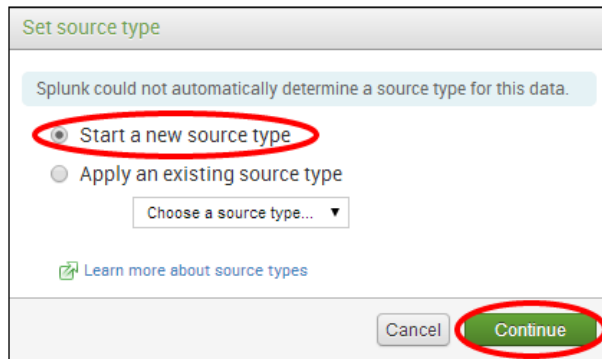 Set source type
Splunk could not automatically determine a source type for this data.
Start a new source type
Apply an existing source type
Choose a source type...
Learn more about source types
Cancel Continue